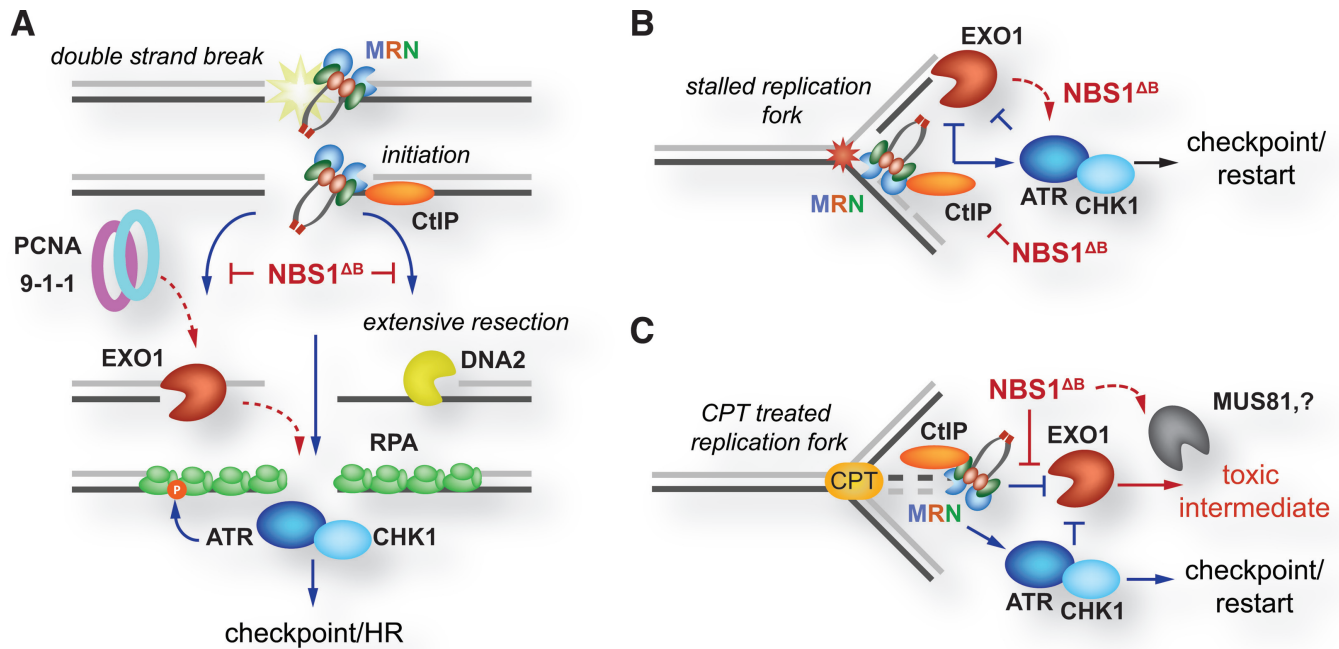 A
double strand break
MRN
initiation
CtIP
PCNA
9-1-1
NBS1ΔB
extensive resection
EXO1
DNA2
RPA
P
ATR
CHK1
checkpoint/HR
B
EXO1
stalled replication
fork
NBS1ΔB
checkpoint/
restart
ATR
CHK1
MRN
CtIP
NBS1ΔB
C
NBS1ΔB
MUS81,?
CPT treated
replication fork
CtIP
EXO1
CPT
toxic
intermediate
MRN
ATR
CHK1
checkpoint/
restart